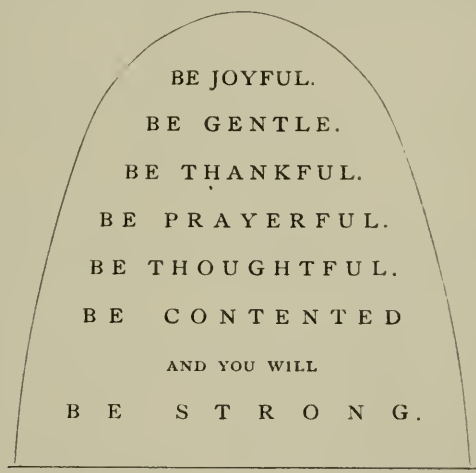 BE JOYFUL.
BE GENTLE.
BE THANKFUL.
BE PRAYERFUL.
BE THOUGHTFUL.
BE CONTENTED
AND YOU WILL
BE STRONG.